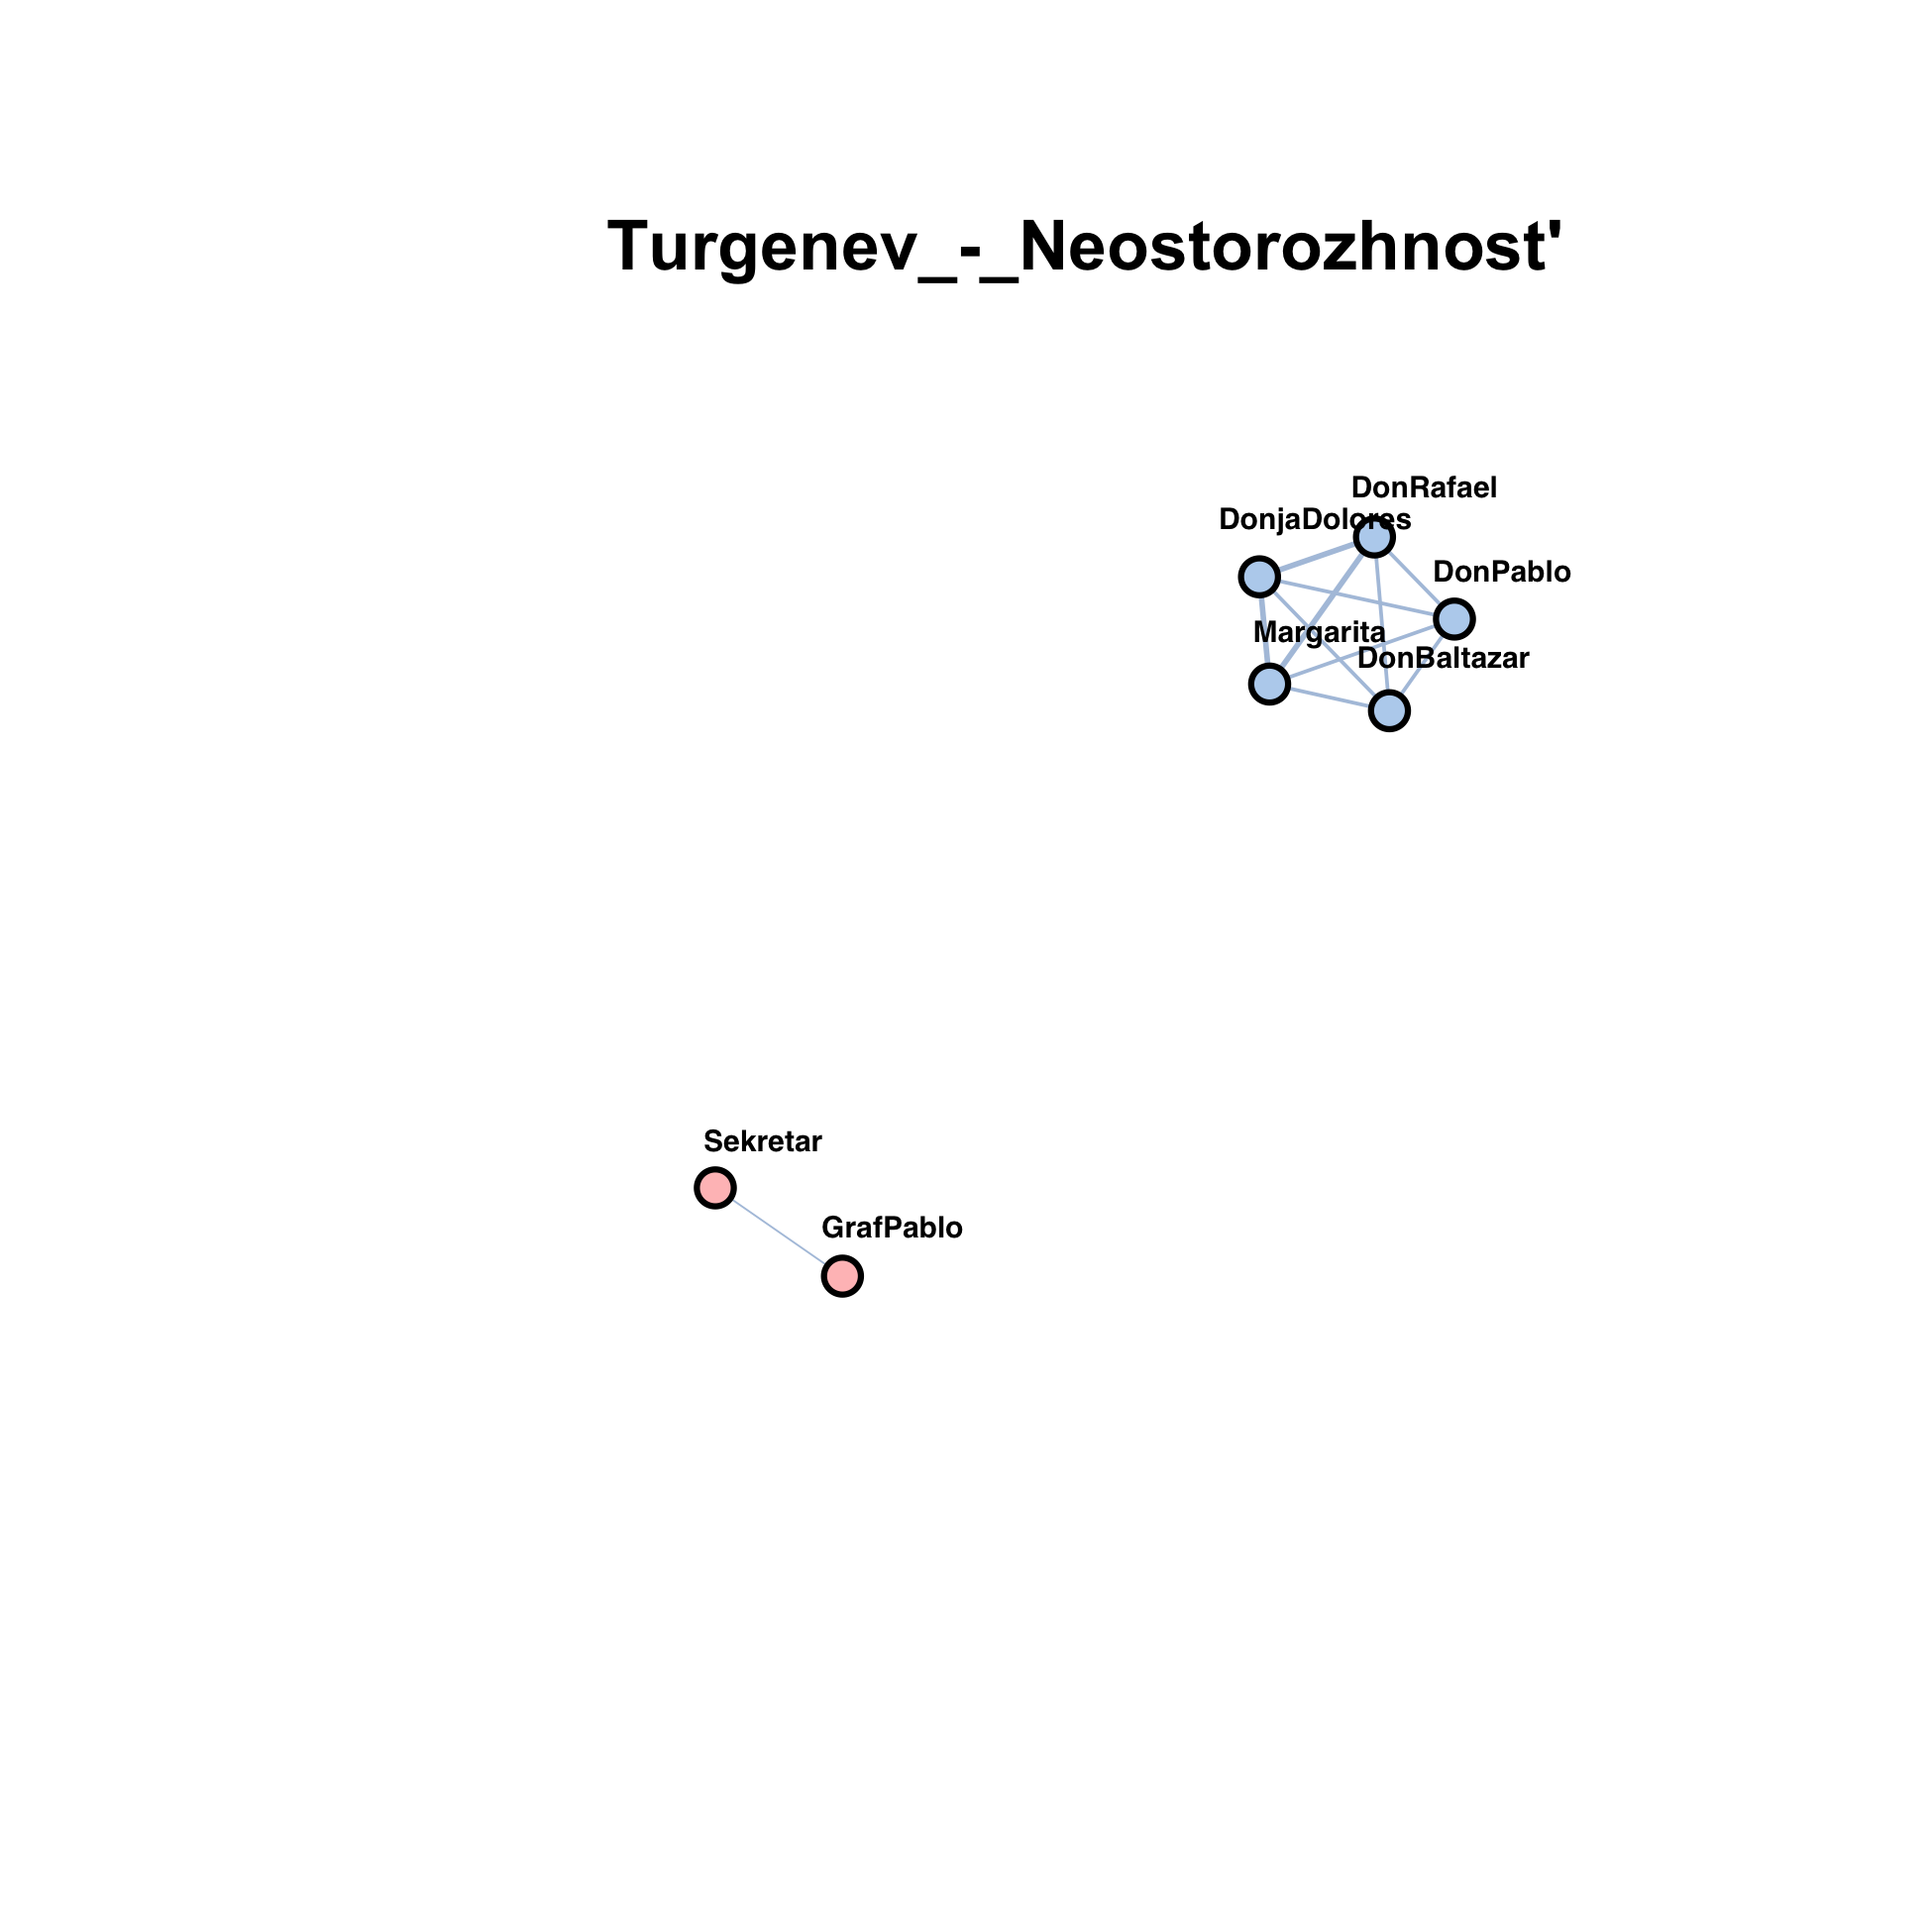 Turgenev_-_Neostorozhnost'
DonRafael
DonjaDolores
DonPablo
Margarita
DonBaltazar
Sekretar
GrafPablo